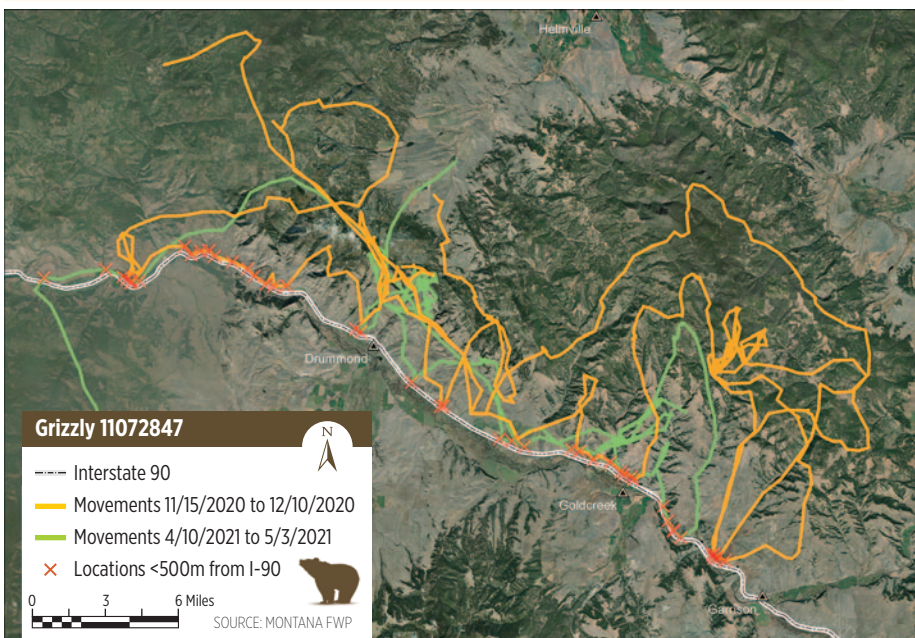 Helmville
Drummond
Goldcreek
Garrison
Grizzly 11072847
N
Interstate 90
Movements 11/15/2020 to 12/10/2020
Movements 4/10/2021 to 5/3/2021
Locations <500m from I-90
0 3 6 Miles
SOURCE: MONTANA FWP